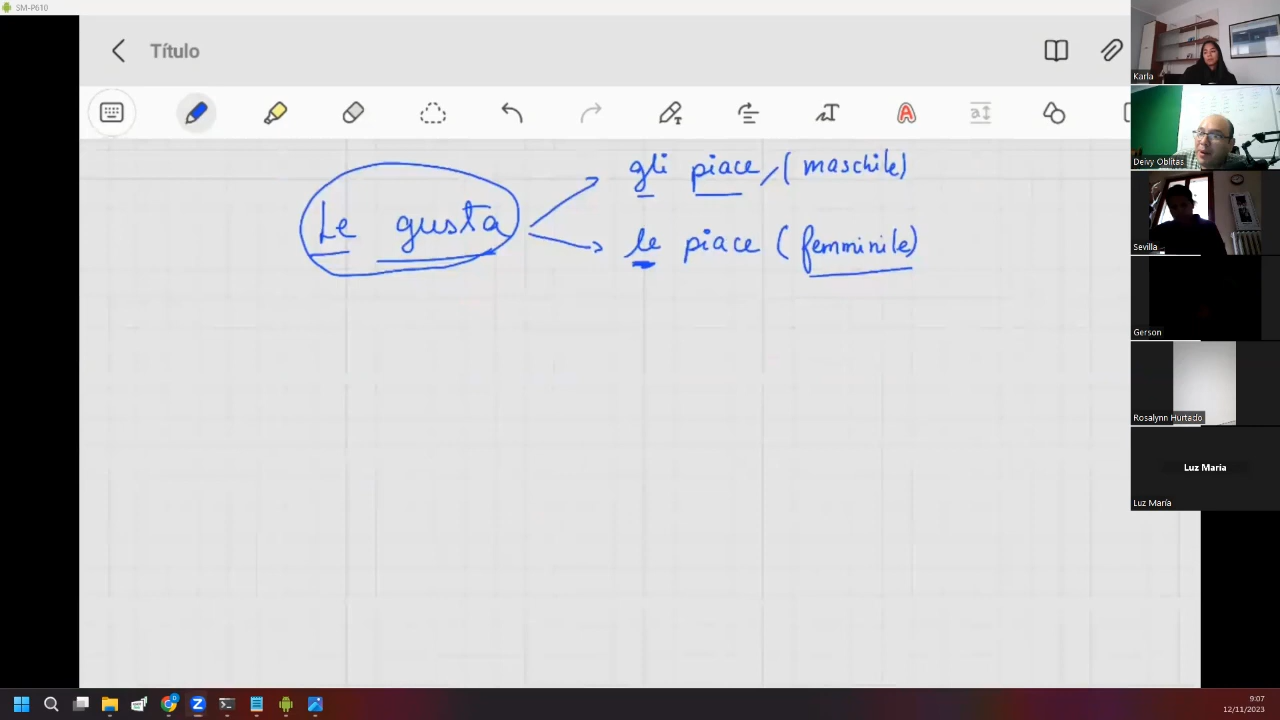 SM-P610
Título
gli piace / (maschile)
Le gusta
le piace (femminile)
Karla
Deivy Oblitas
Sevilla
Gerson
Rosalynn Hurtado
Luz Maria
Luz María
9:07
12/11/2023